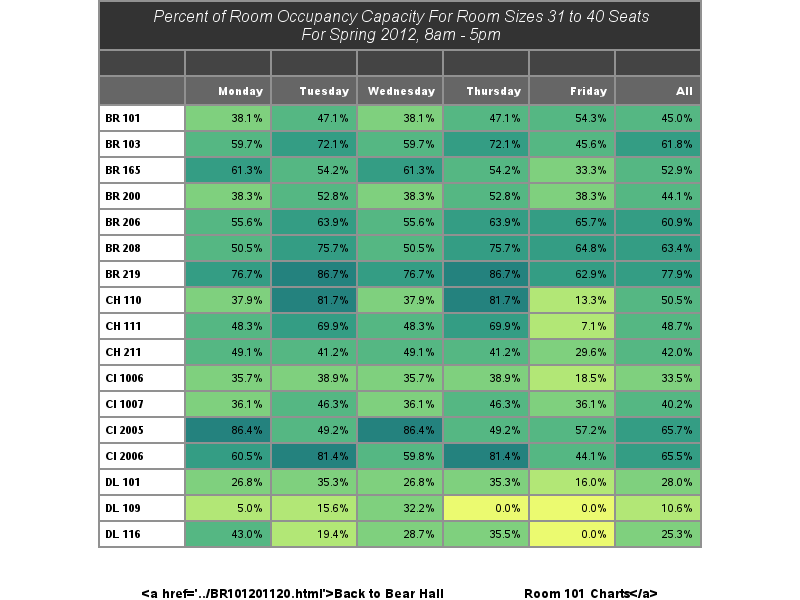 Percent of Room Occupancy Capacity For Room Sizes 31 to 40 Seats
For Spring 2012, 8am - 5pm
Monday Tuesday Wednesday Thursday Friday All
BR 101 38.1% 47.1% 38.1% 47.1% 54.3% 45.0%
BR 103 59.7% 72.1% 59.7% 72.1% 45.6% 61.8%
BR 165 61.3% 54.2% 61.3% 54.2% 33.3% 52.9%
BR 200 38.3% 52.8% 38.3% 52.8% 38.3% 44.1%
BR 206 55.6% 63.9% 55.6% 63.9% 65.7% 60.9%
BR 208 50.5% 75.7% 50.5% 75.7% 64.8% 63.4%
BR 219 76.7% 86.7% 76.7% 86.7% 62.9% 77.9%
CH 110 37.9% 81.7% 37.9% 81.7% 13.3% 50.5%
CH 111 48.3% 69.9% 48.3% 69.9% 7.1% 48.7%
CH 211 49.1% 41.2% 49.1% 41.2% 29.6% 42.0%
CI 1006 35.7% 38.9% 35.7% 38.9% 18.5% 33.5%
CI 1007 36.1% 46.3% 36.1% 46.3% 36.1% 40.2%
CI 2005 86.4% 49.2% 86.4% 49.2% 57.2% 65.7%
CI 2006 60.5% 81.4% 59.8% 81.4% 44.1% 65.5%
DL 101 26.8% 35.3% 26.8% 35.3% 16.0% 28.0%
DL 109 5.0% 15.6% 32.2% 0.0% 0.0% 10.6%
DL 116 43.0% 19.4% 28.7% 35.5% 0.0% 25.3%
<a href='../BR101201120.html'>Back to Bear Hall Room 101 Charts</a>